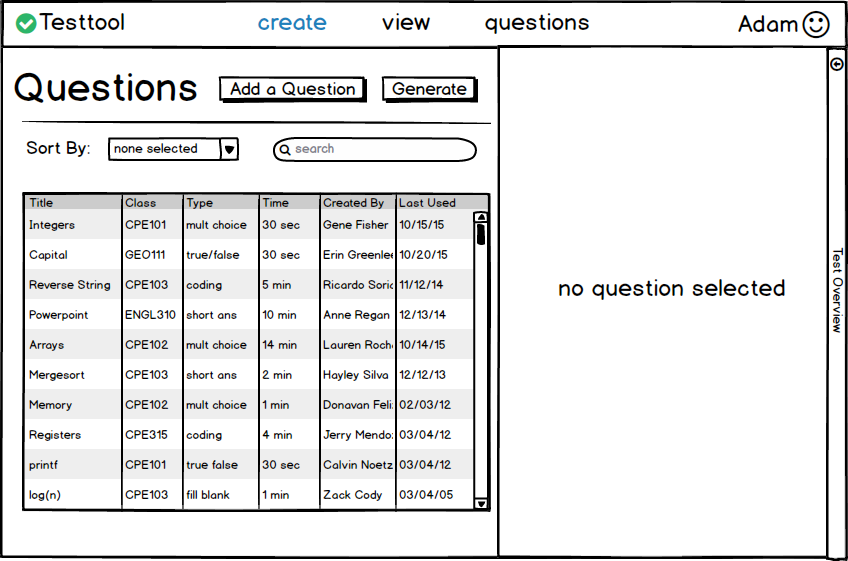 Testtool create view questions Adam
Questions Add a Question Generate
Sort By: none selected search
Title Class Type Time Created By Last Used
Integers CPE101 mult choice 30 sec Gene Fisher 10/15/15
Capital GEO111 true/false 30 sec Erin Greenlee 10/20/15
Reverse String CPE103 coding 5 min Ricardo Soric 11/12/14
Powerpoint ENGL310 short ans 10 min Anne Regan 12/13/14
Arrays CPE102 mult choice 14 min Lauren Roch 10/14/15
Mergesort CPE103 short ans 2 min Hayley Silva 12/12/13
Memory CPE102 mult choice 1 min Donavan Feli 02/03/12
Registers CPE315 coding 4 min Jerry Mendo 03/04/12
printf CPE101 true false 30 sec Calvin Noetz 03/04/12
log(n) CPE103 fill blank 1 min Zack Cody 03/04/05
no question selected
Test Overview